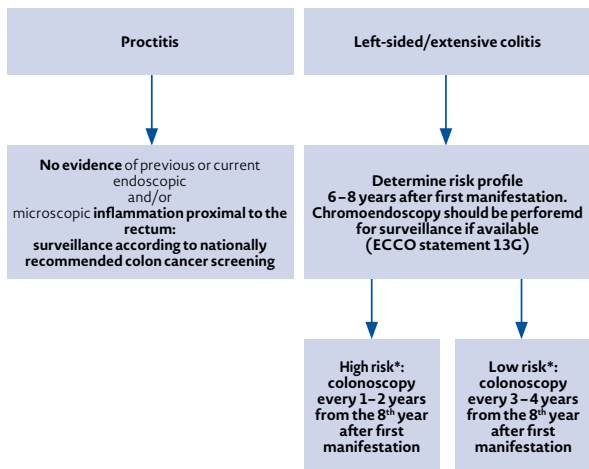 Proctitis
Left-sided/extensive colitis
No evidence of previous or current
endoscopic
and/or
microscopic inflammation proximal to the
rectum:
surveillance according to nationally
recommended colon cancer screening
Determine risk profile
6–8 years after first manifestation.
Chromoendoscopy should be perforemd
for surveillance if available
(ECCO statement 13G)
High risk*:
colonoscopy
every 1–2 years
from the 8th year
after first
manifestation
Low risk*:
colonoscopy
every 3–4 years
from the 8th year
after first
manifestation